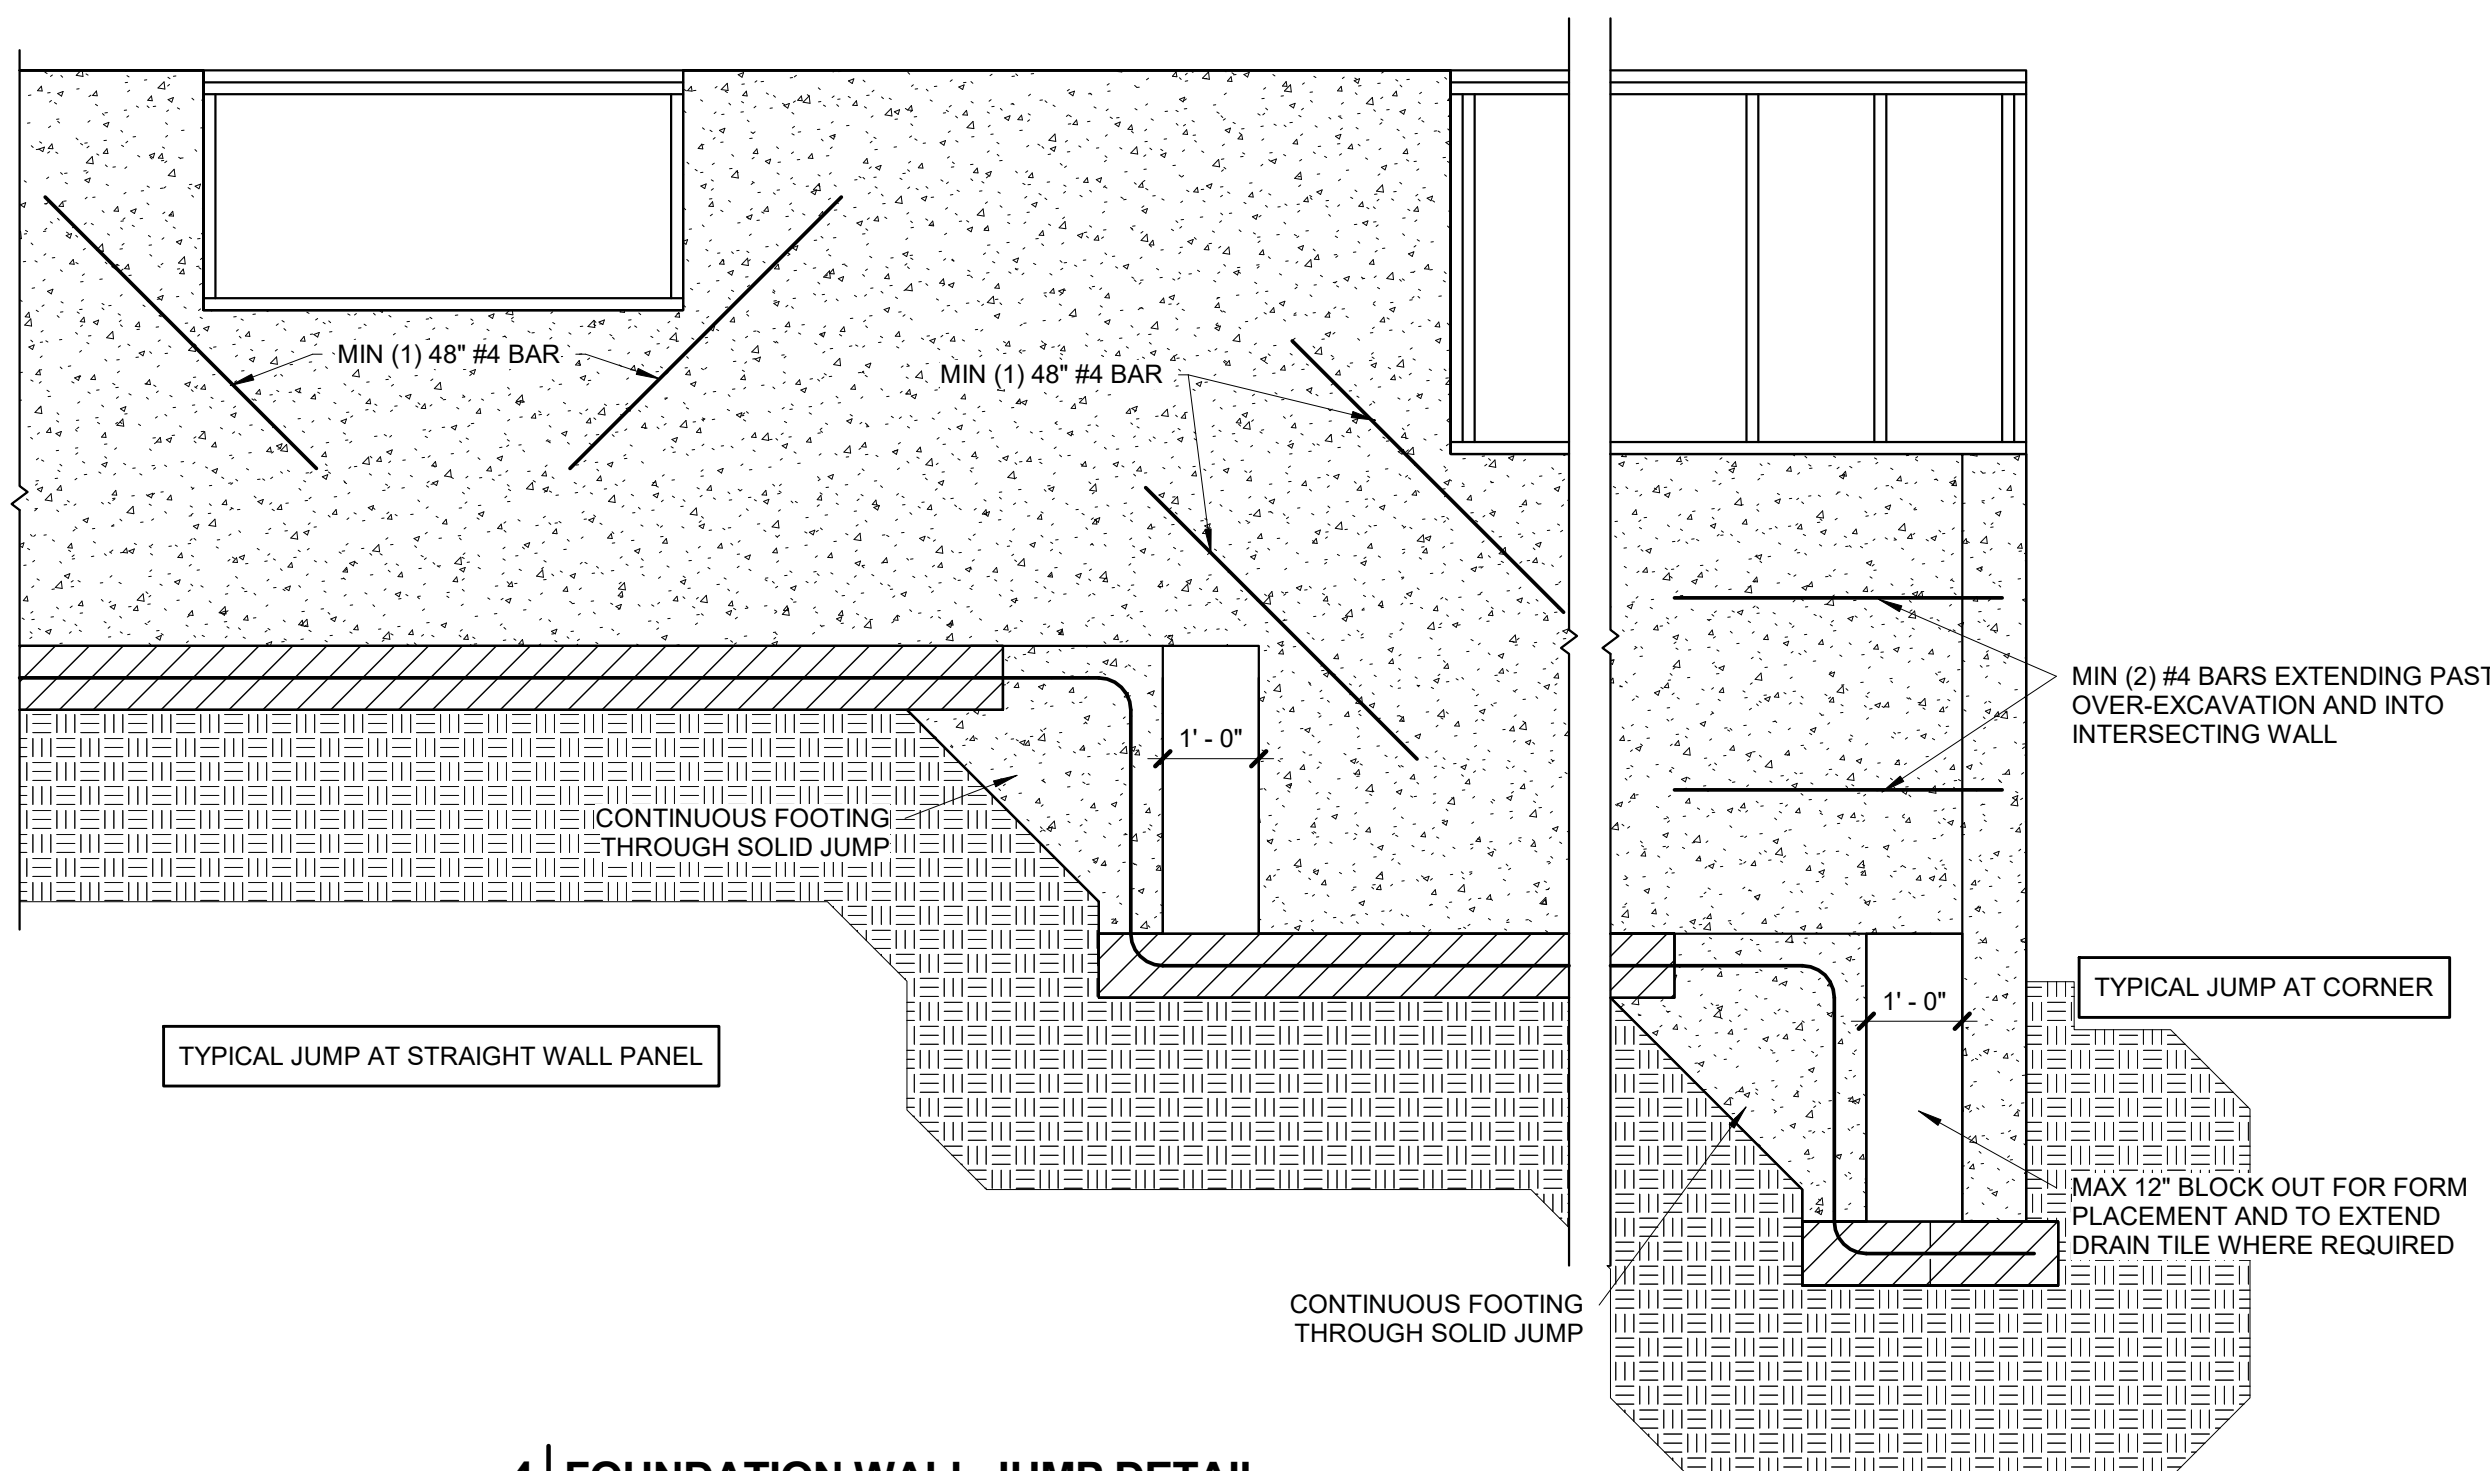 MIN (1) 48" #4 BAR
MIN (1) 48" #4 BAR
MIN (2) #4 BARS EXTENDING PAST
OVER-EXCAVATION AND INTO
INTERSECTING WALL
1' - 0"
CONTINUOUS FOOTING
THROUGH SOLID JUMP
TYPICAL JUMP AT CORNER
1' - 0"
TYPICAL JUMP AT STRAIGHT WALL PANEL
MAX 12" BLOCK OUT FOR FORM
PLACEMENT AND TO EXTEND
DRAIN TILE WHERE REQUIRED
CONTINUOUS FOOTING
THROUGH SOLID JUMP
4 FOUNDATION WALL JUMP DETAIL